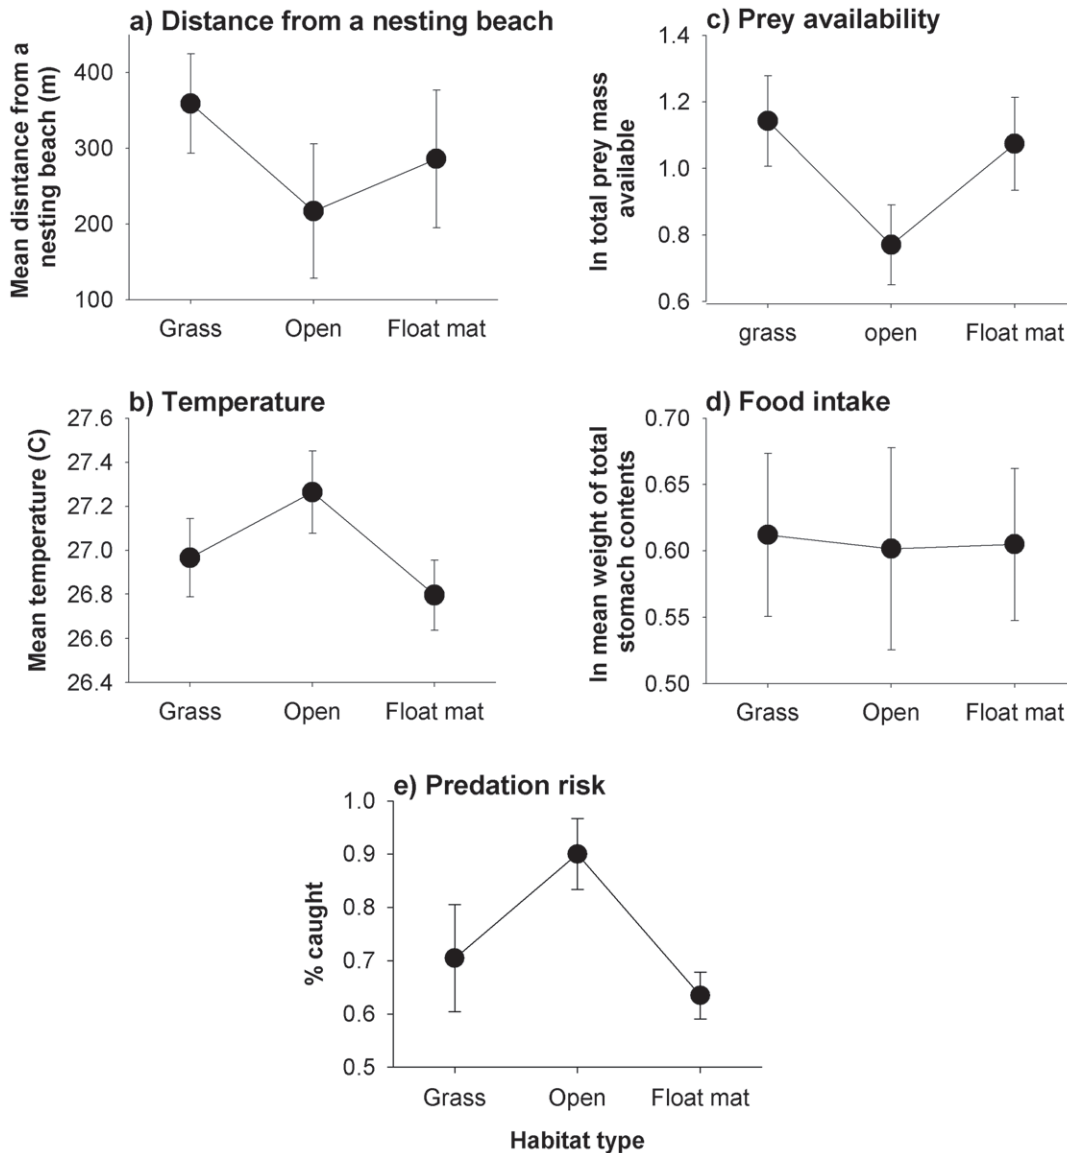 a) Distance from a nesting beach
Mean disntance from a
nesting beach (m)
400
300
200
100
Grass Open Float mat
c) Prey availability
ln total prey mass
available
1.4
1.2
1.0
0.8
0.6
grass open Float mat
b) Temperature
Mean temperature (C)
27.6
27.4
27.2
27.0
26.8
26.6
26.4
Grass Open Float mat
d) Food intake
ln mean weight of total
stomach contents
0.70
0.65
0.60
0.55
0.50
Grass Open Float mat
e) Predation risk
% caught
1.0
0.9
0.8
0.7
0.6
0.5
Grass Open Float mat
Habitat type